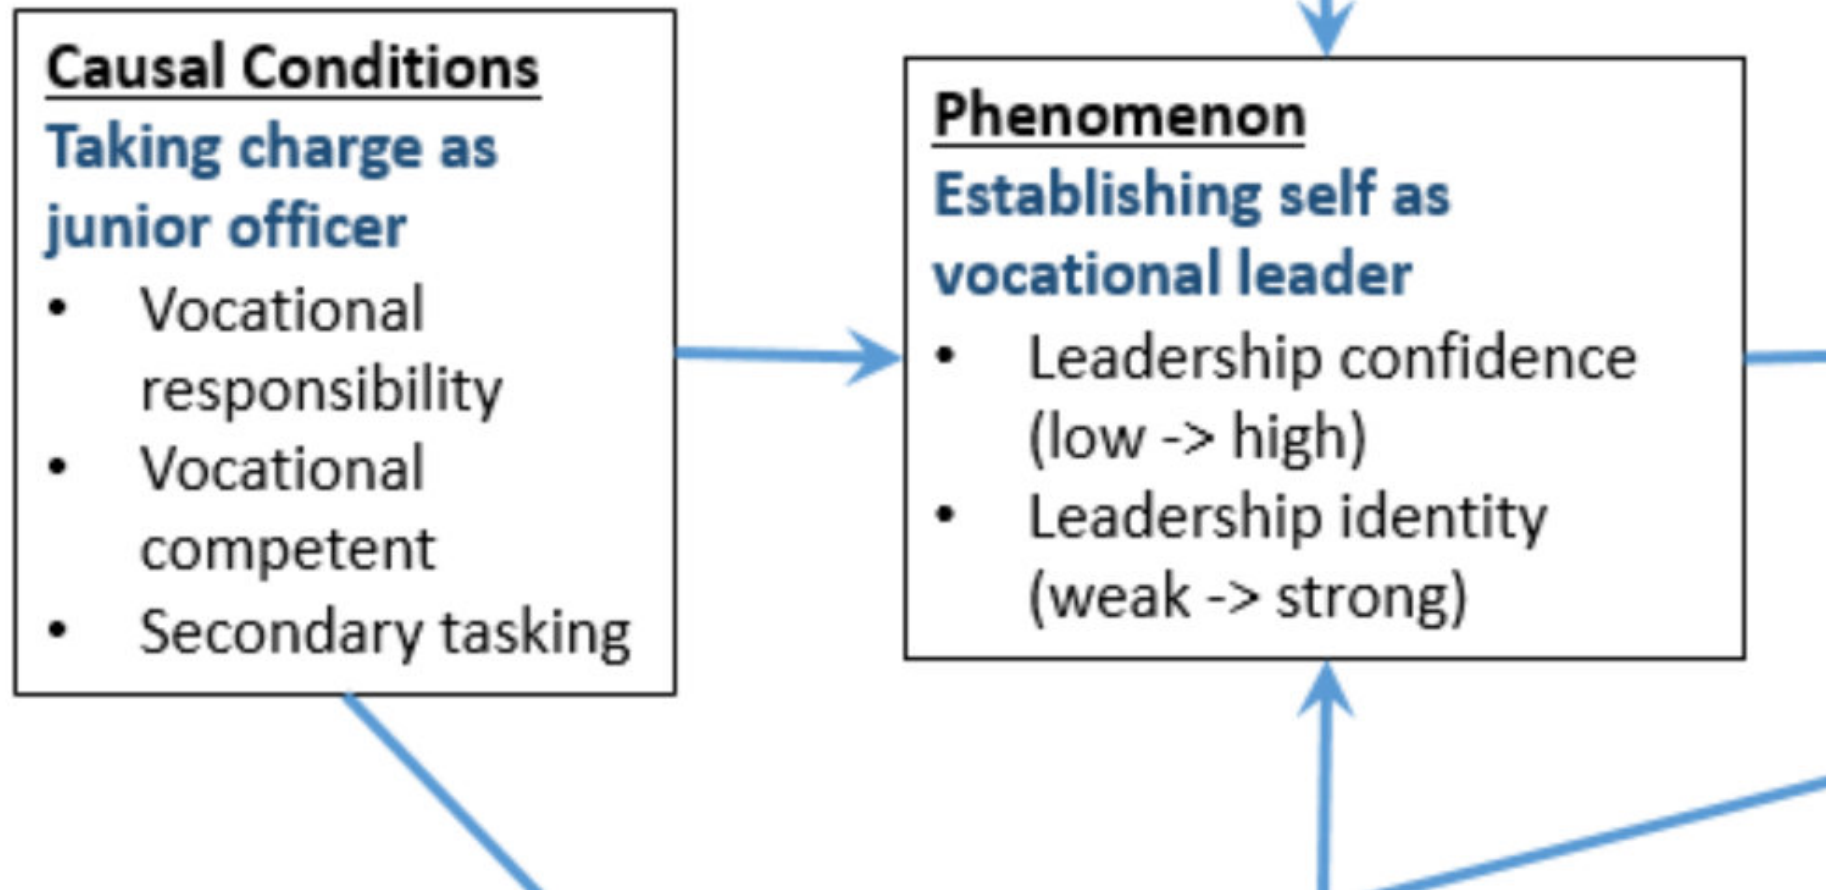 Causal Conditions
Taking charge as
junior officer
• Vocational
responsibility
• Vocational
competent
• Secondary tasking
Phenomenon
Establishing self as
vocational leader
• Leadership confidence
(low -> high)
• Leadership identity
(weak -> strong)